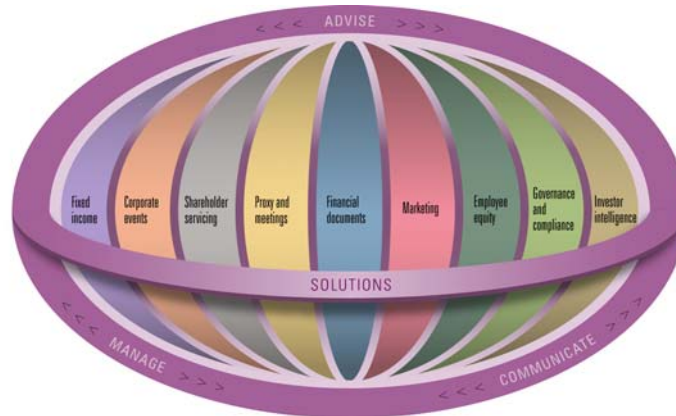 <<< ADVISE >>>
Fixed
income
Corporate
events
Shareholder
servicing
Proxy and
meetings
Financial
documents
Marketing
Employee
equity
Governance
and
compliance
Investor
intelligence
SOLUTIONS
<<< MANAGE >>>
<<< COMMUNICATE >>>